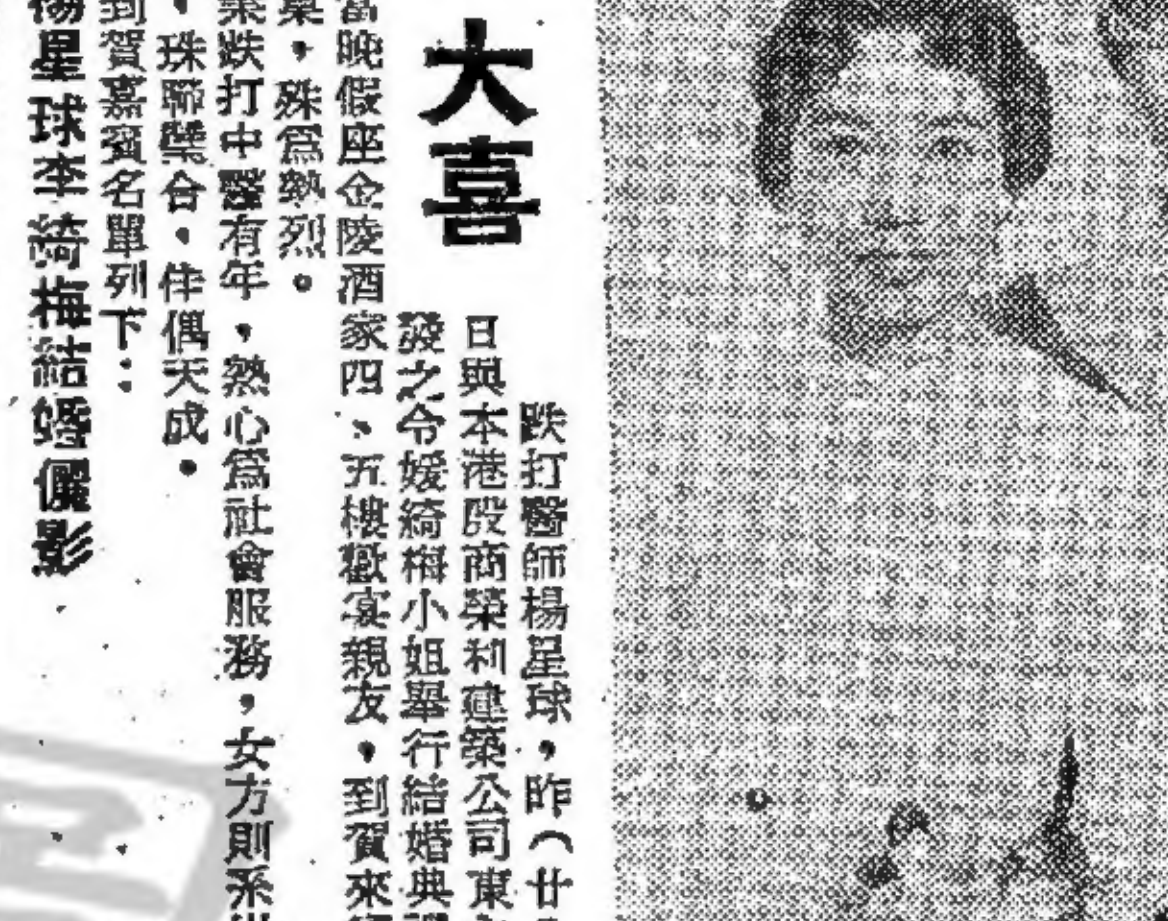 大喜
跌打醫師楊星球，昨（廿
日與本港殷商榮利建築公司東
發之令媛綺梅小姐舉行結婚典
當晚假座金陵酒家四、五樓歡宴親友，到賀來
，殊爲熱烈。
業跌打中醫有年，熱心爲社會服務，女方則系
，珠聯璧合，佳偶天成。
到賀嘉賓名單列下：
楊星球李綺梅結婚儷影